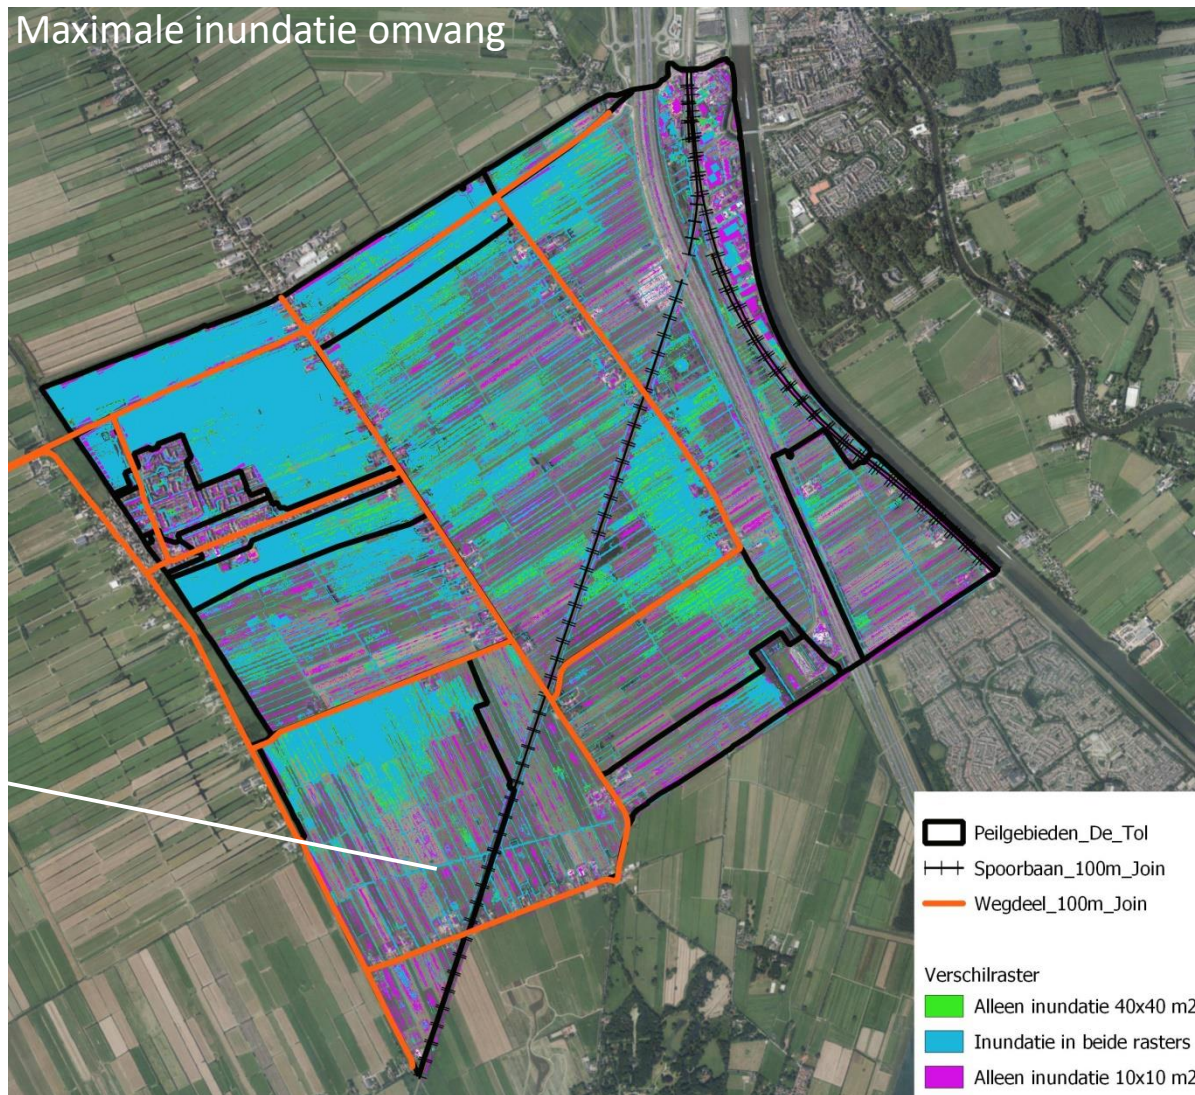 Maximale inundatie omvang
Peilgebieden_De_Tol
Spoorbaan_100m_Join
Wegdeel_100m_Join
Verschilraster
Alleen inundatie 40x40 m2
Inundatie in beide rasters
Alleen inundatie 10x10 m2